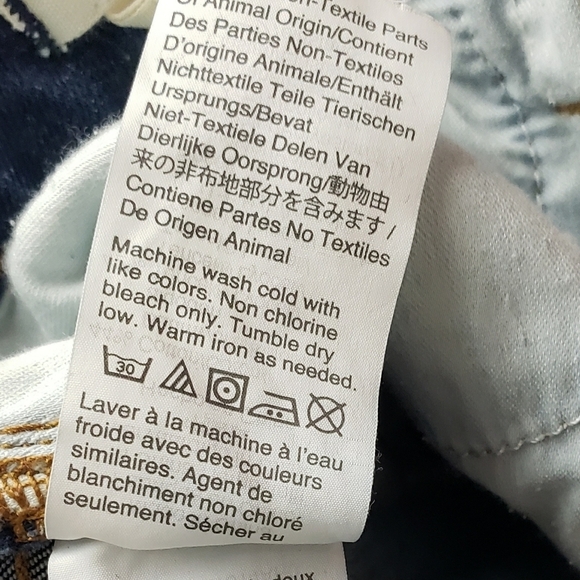 Non-Textile Parts
Of Animal Origin/Contient
Des Parties Non-Textiles
D'origine Animale/Enthält
Nichttextile Teile Tierischen
Ursprungs/Bevat
Niet-Textiele Delen Van
Dierlijke Oorsprong/動物由
来の非布地部分を含みます/
Contiene Partes No Textiles
De Origen Animal
Machine wash cold with
like colors. Non chlorine
bleach only. Tumble dry
low. Warm iron as needed.
30
Laver à la machine à l'eau
froide avec des couleurs
similaires. Agent de
blanchiment non chloré
seulement. Sécher au
doux